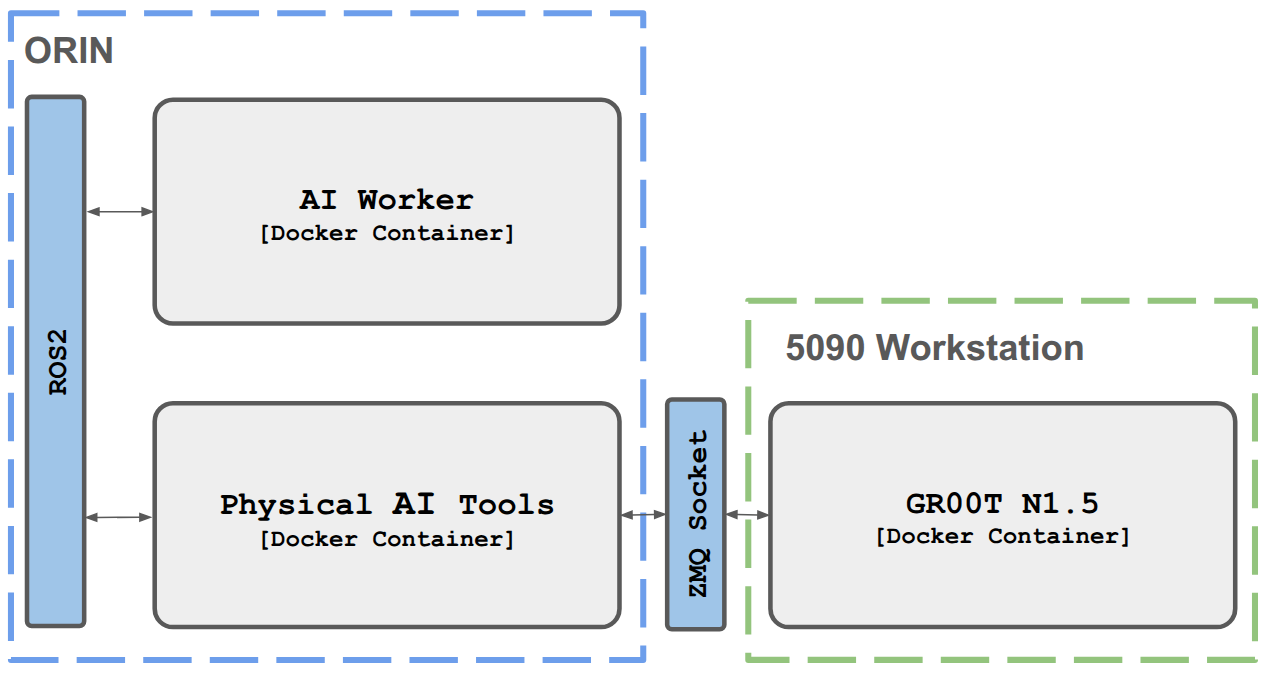 ORIN
ROS2
AI Worker
[Docker Container]
Physical AI Tools
[Docker Container]
ZMQ Socket
5090 Workstation
GR00T N1.5
[Docker Container]